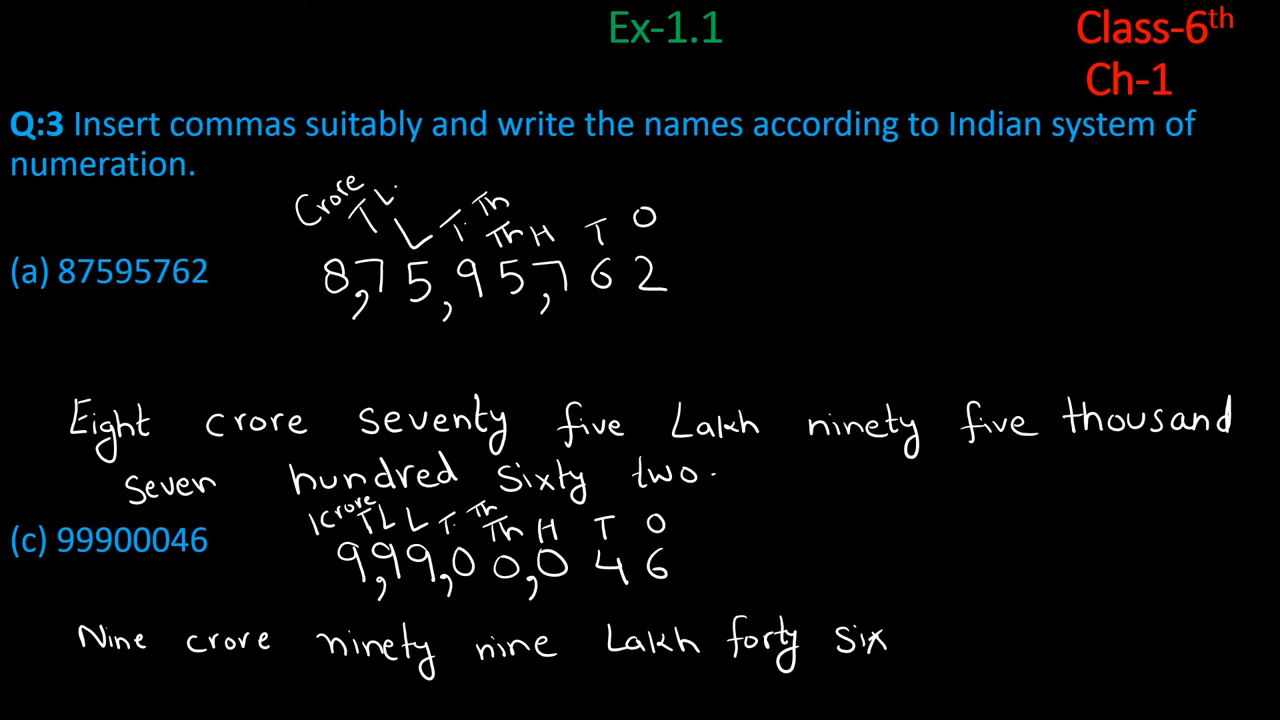 Ex-1.1
Class-6th
Ch-1
Q:3 Insert commas suitably and write the names according to Indian system of
numeration.
Crore T L. L T. Th Th H T O
(a) 87595762 8,75,95,762
Eight crore seventy five Lakh ninety five thousand
seven hundred sixty two.
1crore TL L T. Th Th H T O
(c) 99900046 9,99,00,046
Nine crore ninety nine Lakh forty six